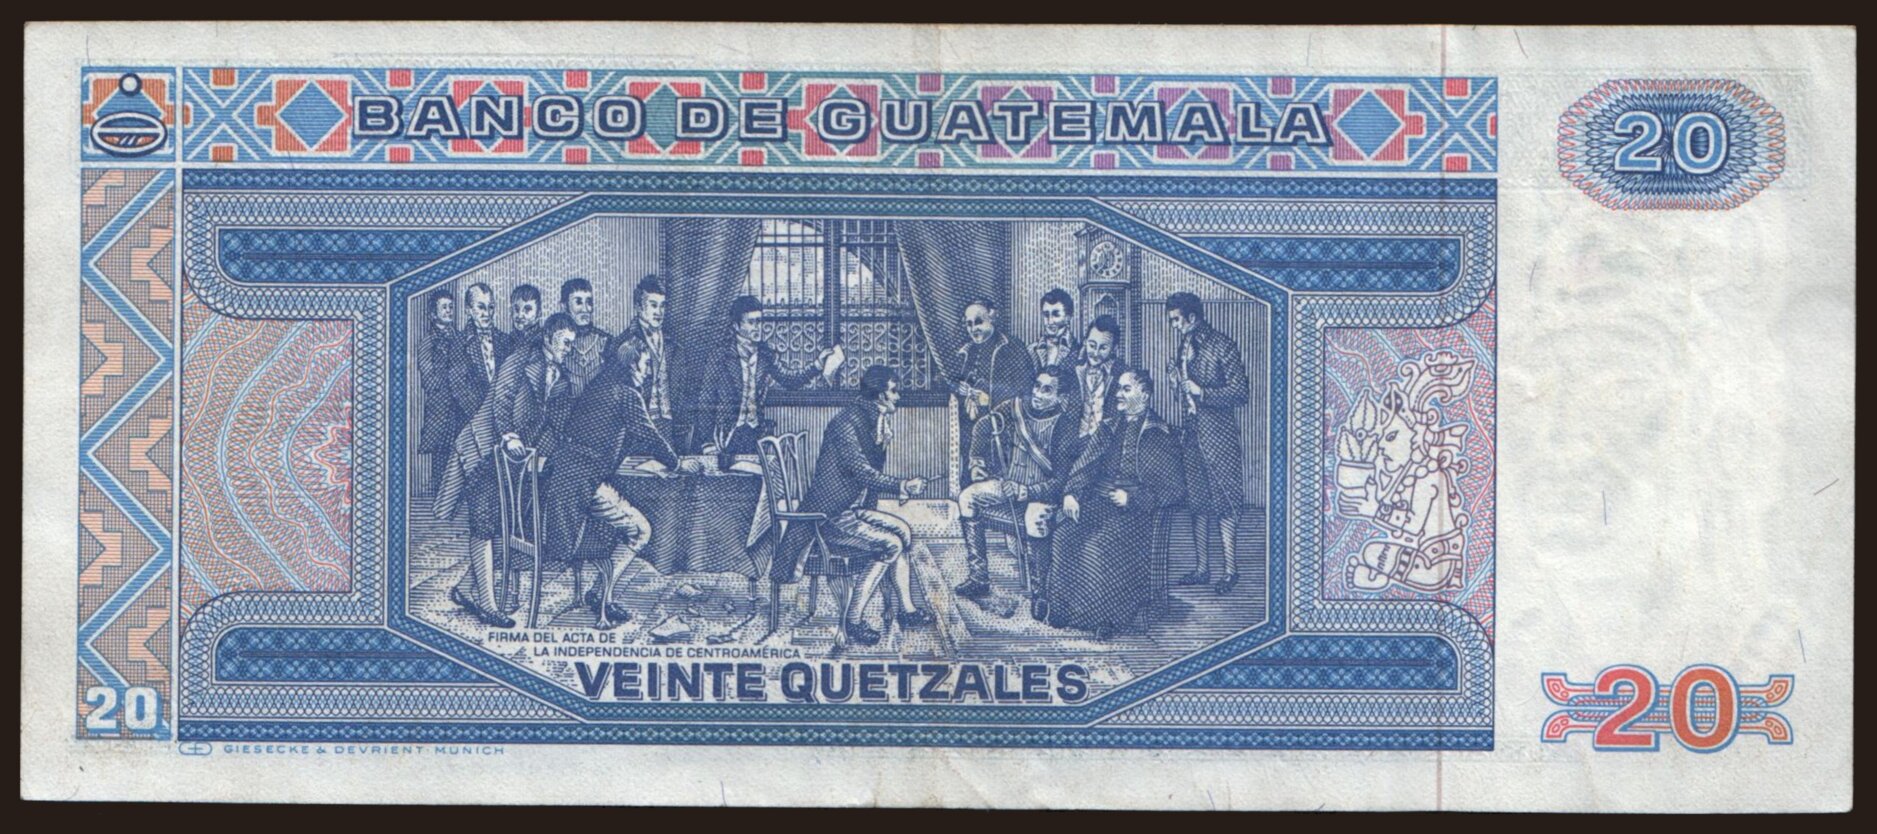 BANCO DE GUATEMALA
20
FIRMA DEL ACTA DE
LA INDEPENDENCIA DE CENTROAMÉRICA
VEINTE QUETZALES
20
20
GIESECKE & DEVRIENT · MUNICH